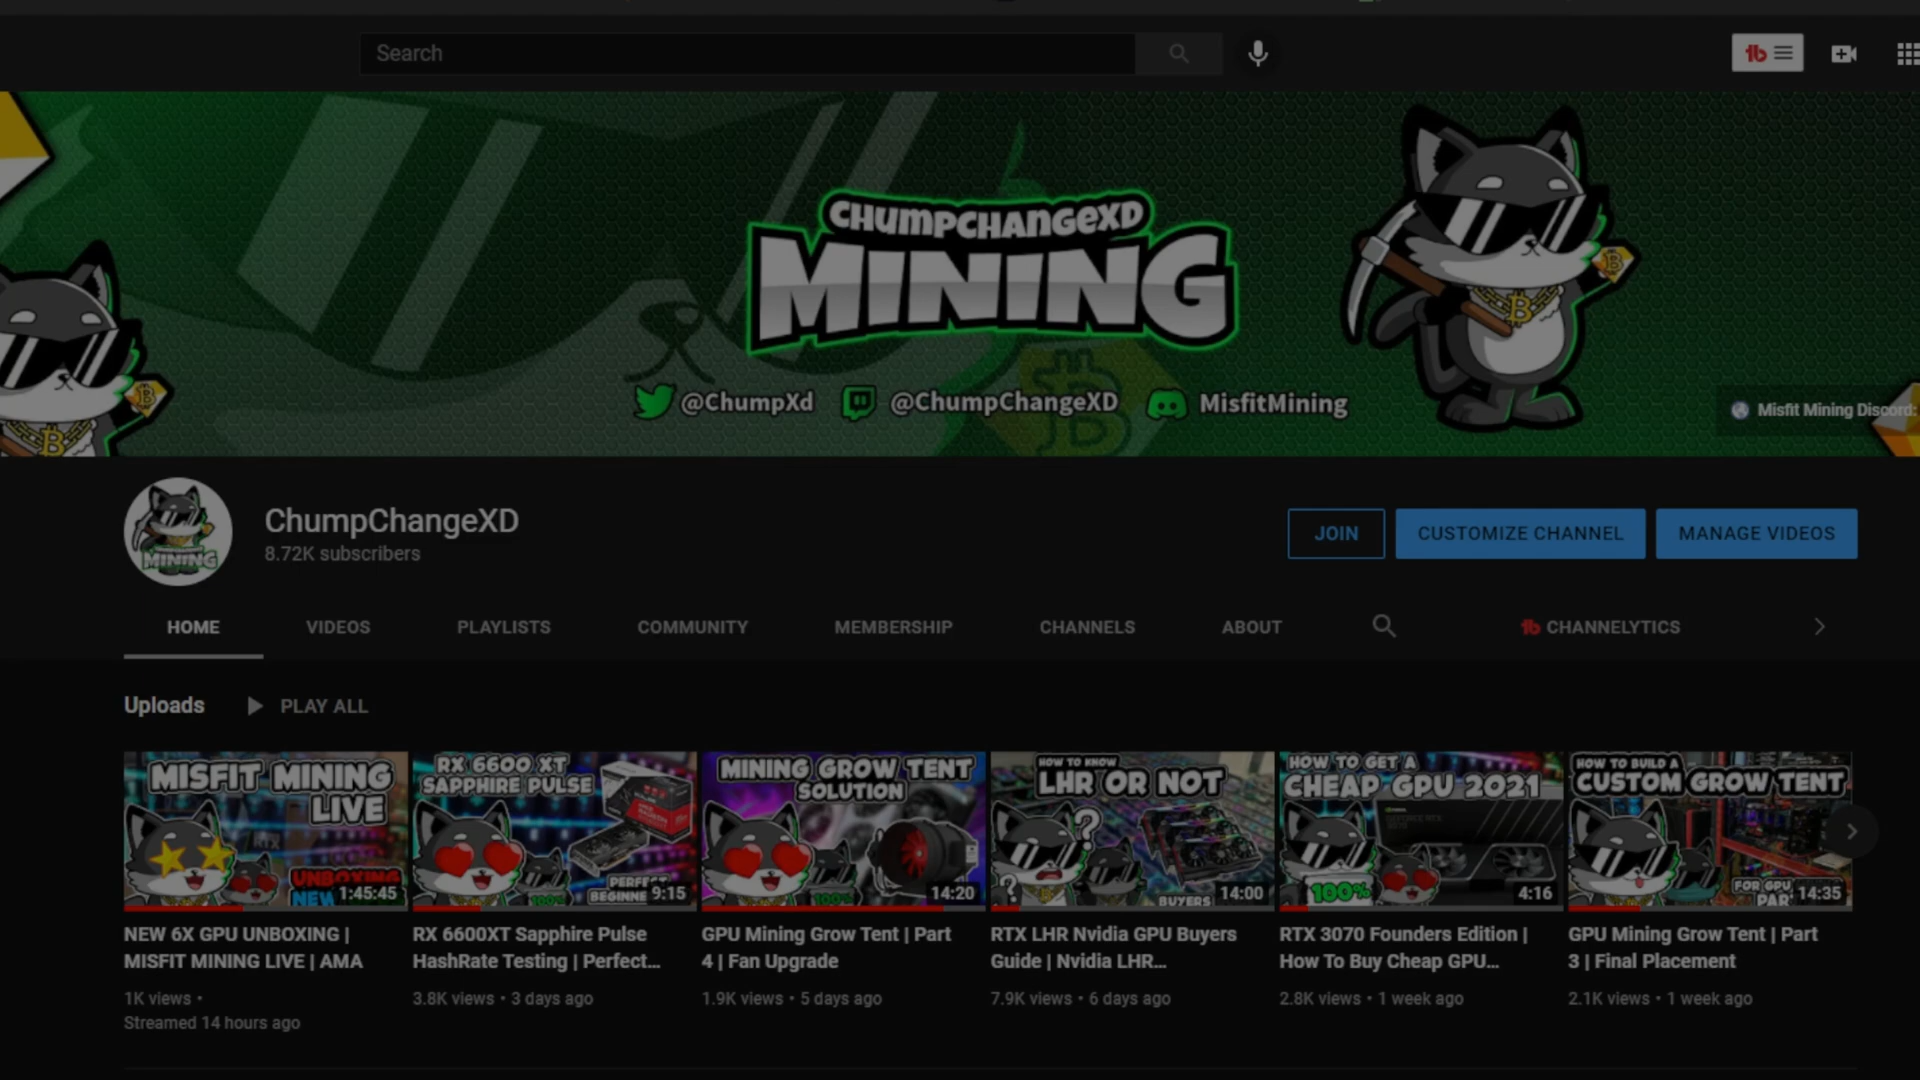 Search
CHUMPCHANGEXD
MINING
@ChumpXd
@ChumpChangeXD
MisfitMining
Misfit Mining Discord:
ChumpChangeXD
8.72K subscribers
JOIN
CUSTOMIZE CHANNEL
MANAGE VIDEOS
HOME
VIDEOS
PLAYLISTS
COMMUNITY
MEMBERSHIP
CHANNELS
ABOUT
CHANNELYTICS
Uploads
PLAY ALL
MISFIT MINING
LIVE
RTX
UNBOXING
NEW
1:45:45
RX 6600 XT
SAPPHIRE PULSE
100%
BEGINNE
9:15
MINING GROW TENT
SOLUTION
100%
14:20
HOW TO KNOW
LHR OR NOT
BUYERS
14:00
HOW TO GET A
CHEAP GPU 2021
100%
4:16
HOW TO BUILD A
CUSTOM GROW TENT
FOR GPU
PAR
14:35
NEW 6X GPU UNBOXING |
MISFIT MINING LIVE | AMA
1K views •
Streamed 14 hours ago
RX 6600XT Sapphire Pulse
HashRate Testing | Perfect...
3.8K views • 3 days ago
GPU Mining Grow Tent | Part
4 | Fan Upgrade
1.9K views • 5 days ago
RTX LHR Nvidia GPU Buyers
Guide | Nvidia LHR...
7.9K views • 6 days ago
RTX 3070 Founders Edition |
How To Buy Cheap GPU...
2.8K views • 1 week ago
GPU Mining Grow Tent | Part
3 | Final Placement
2.1K views • 1 week ago